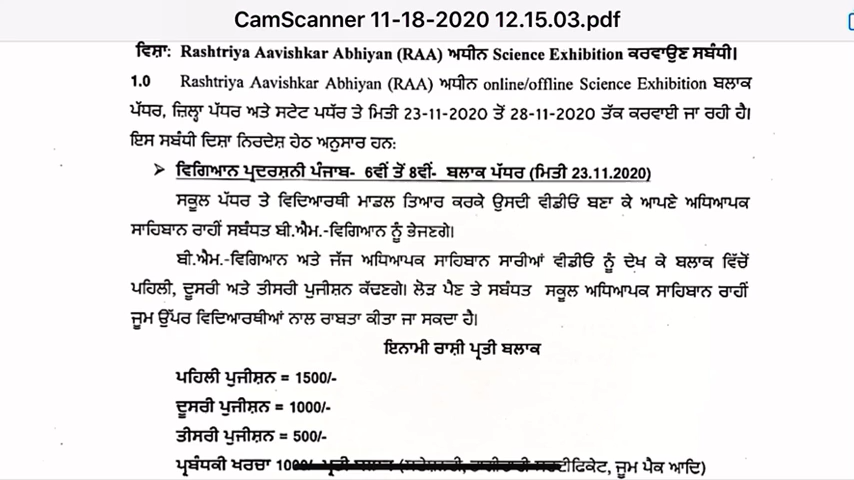 CamScanner 11-18-2020 12.15.03.pdf
ਵਿਸ਼ਾ: Rashtriya Aavishkar Abhiyan (RAA) ਅਧੀਨ Science Exhibition ਕਰਵਾਉਣ ਸਬੰਧੀ।
1.0 Rashtriya Aavishkar Abhiyan (RAA) ਅਧੀਨ online/offline Science Exhibition ਬਲਾਕ
ਪੱਧਰ, ਜ਼ਿਲ੍ਹਾ ਪੱਧਰ ਅਤੇ ਸਟੇਟ ਪਧੱਰ ਤੇ ਮਿਤੀ 23-11-2020 ਤੋਂ 28-11-2020 ਤੱਕ ਕਰਵਾਈ ਜਾ ਰਹੀ ਹੈ।
ਇਸ ਸਬੰਧੀ ਦਿਸ਼ਾ ਨਿਰਦੇਸ਼ ਹੇਠ ਅਨੁਸਾਰ ਹਨ:
➢ ਵਿਗਿਆਨ ਪ੍ਰਦਰਸ਼ਨੀ ਪੰਜਾਬ- 6ਵੀਂ ਤੋਂ 8ਵੀਂ- ਬਲਾਕ ਪੱਧਰ (ਮਿਤੀ 23.11.2020)
ਸਕੂਲ ਪੱਧਰ ਤੇ ਵਿਦਿਆਰਥੀ ਮਾਡਲ ਤਿਆਰ ਕਰਕੇ ਉਸਦੀ ਵੀਡੀਓ ਬਣਾ ਕੇ ਆਪਣੇ ਅਧਿਆਪਕ
ਸਾਹਿਬਾਨ ਰਾਹੀਂ ਸਬੰਧਤ ਬੀ.ਐਮ.-ਵਿਗਿਆਨ ਨੂੰ ਭੇਜਣਗੇ।
ਬੀ.ਐਮ.-ਵਿਗਿਆਨ ਅਤੇ ਜੱਜ ਅਧਿਆਪਕ ਸਾਹਿਬਾਨ ਸਾਰੀਆਂ ਵੀਡੀਓ ਨੂੰ ਦੇਖ ਕੇ ਬਲਾਕ ਵਿੱਚੋਂ
ਪਹਿਲੀ, ਦੂਸਰੀ ਅਤੇ ਤੀਸਰੀ ਪੁਜੀਸ਼ਨ ਕੱਢਣਗੇ। ਲੋੜ ਪੈਣ ਤੇ ਸਬੰਧਤ ਸਕੂਲ ਅਧਿਆਪਕ ਸਾਹਿਬਾਨ ਰਾਹੀਂ
ਜ਼ੂਮ ਉੱਪਰ ਵਿਦਿਆਰਥੀਆਂ ਨਾਲ ਰਾਬਤਾ ਕੀਤਾ ਜਾ ਸਕਦਾ ਹੈ।
ਇਨਾਮੀ ਰਾਸ਼ੀ ਪ੍ਰਤੀ ਬਲਾਕ
ਪਹਿਲੀ ਪੁਜੀਸ਼ਨ = 1500/-
ਦੂਸਰੀ ਪੁਜੀਸ਼ਨ = 1000/-
ਤੀਸਰੀ ਪੁਜੀਸ਼ਨ = 500/-
ਪ੍ਰਬੰਧਕੀ ਖਰਚਾ 1000/- ਪ੍ਰਤੀ ਬਲਾਕ ਜ਼ੂਮ ਪੈਕ ਆਦਿ)